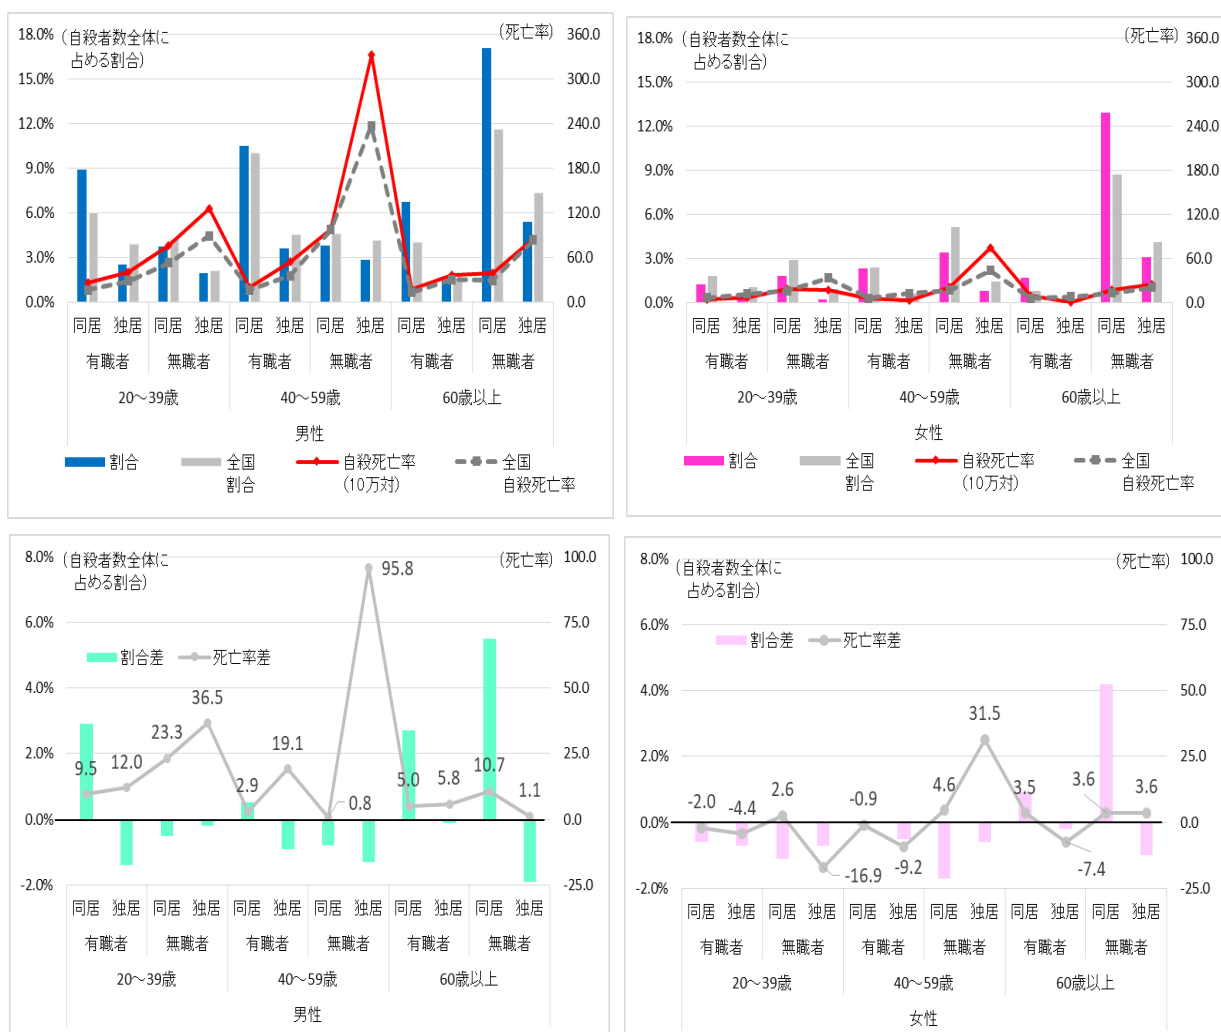 (自殺者数全体に
占める割合)
(死亡率)
18.0%
15.0%
12.0%
9.0%
6.0%
3.0%
0.0%
360.0
300.0
240.0
180.0
120.0
60.0
0.0
同居 独居 同居 独居 同居 独居 同居 独居 同居 独居 同居 独居
有職者 無職者 有職者 無職者 有職者 無職者
20~39歳 40~59歳 60歳以上
男性
割合 全国割合 自殺死亡率(10万対) 全国自殺死亡率
(自殺者数全体に
占める割合)
(死亡率)
18.0%
15.0%
12.0%
9.0%
6.0%
3.0%
0.0%
360.0
300.0
240.0
180.0
120.0
60.0
0.0
同居 独居 同居 独居 同居 独居 同居 独居 同居 独居 同居 独居
有職者 無職者 有職者 無職者 有職者 無職者
20~39歳 40~59歳 60歳以上
女性
割合 全国割合 自殺死亡率(10万対) 全国自殺死亡率
(自殺者数全体に
占める割合)
(死亡率)
8.0%
6.0%
4.0%
2.0%
0.0%
-2.0%
100.0
75.0
50.0
25.0
0.0
-25.0
割合差 死亡率差
9.5 12.0 23.3 36.5 2.9 19.1 0.8 95.8 5.0 5.8 10.7 1.1
同居 独居 同居 独居 同居 独居 同居 独居 同居 独居 同居 独居
有職者 無職者 有職者 無職者 有職者 無職者
20~39歳 40~59歳 60歳以上
男性
(自殺者数全体に
占める割合)
(死亡率)
8.0%
6.0%
4.0%
2.0%
0.0%
-2.0%
100.0
75.0
50.0
25.0
0.0
-25.0
割合差 死亡率差
-2.0 -4.4 2.6 -16.9 -0.9 -9.2 4.6 31.5 3.5 -7.4 3.6 3.6
同居 独居 同居 独居 同居 独居 同居 独居 同居 独居 同居 独居
有職者 無職者 有職者 無職者 有職者 無職者
20~39歳 40~59歳 60歳以上
女性